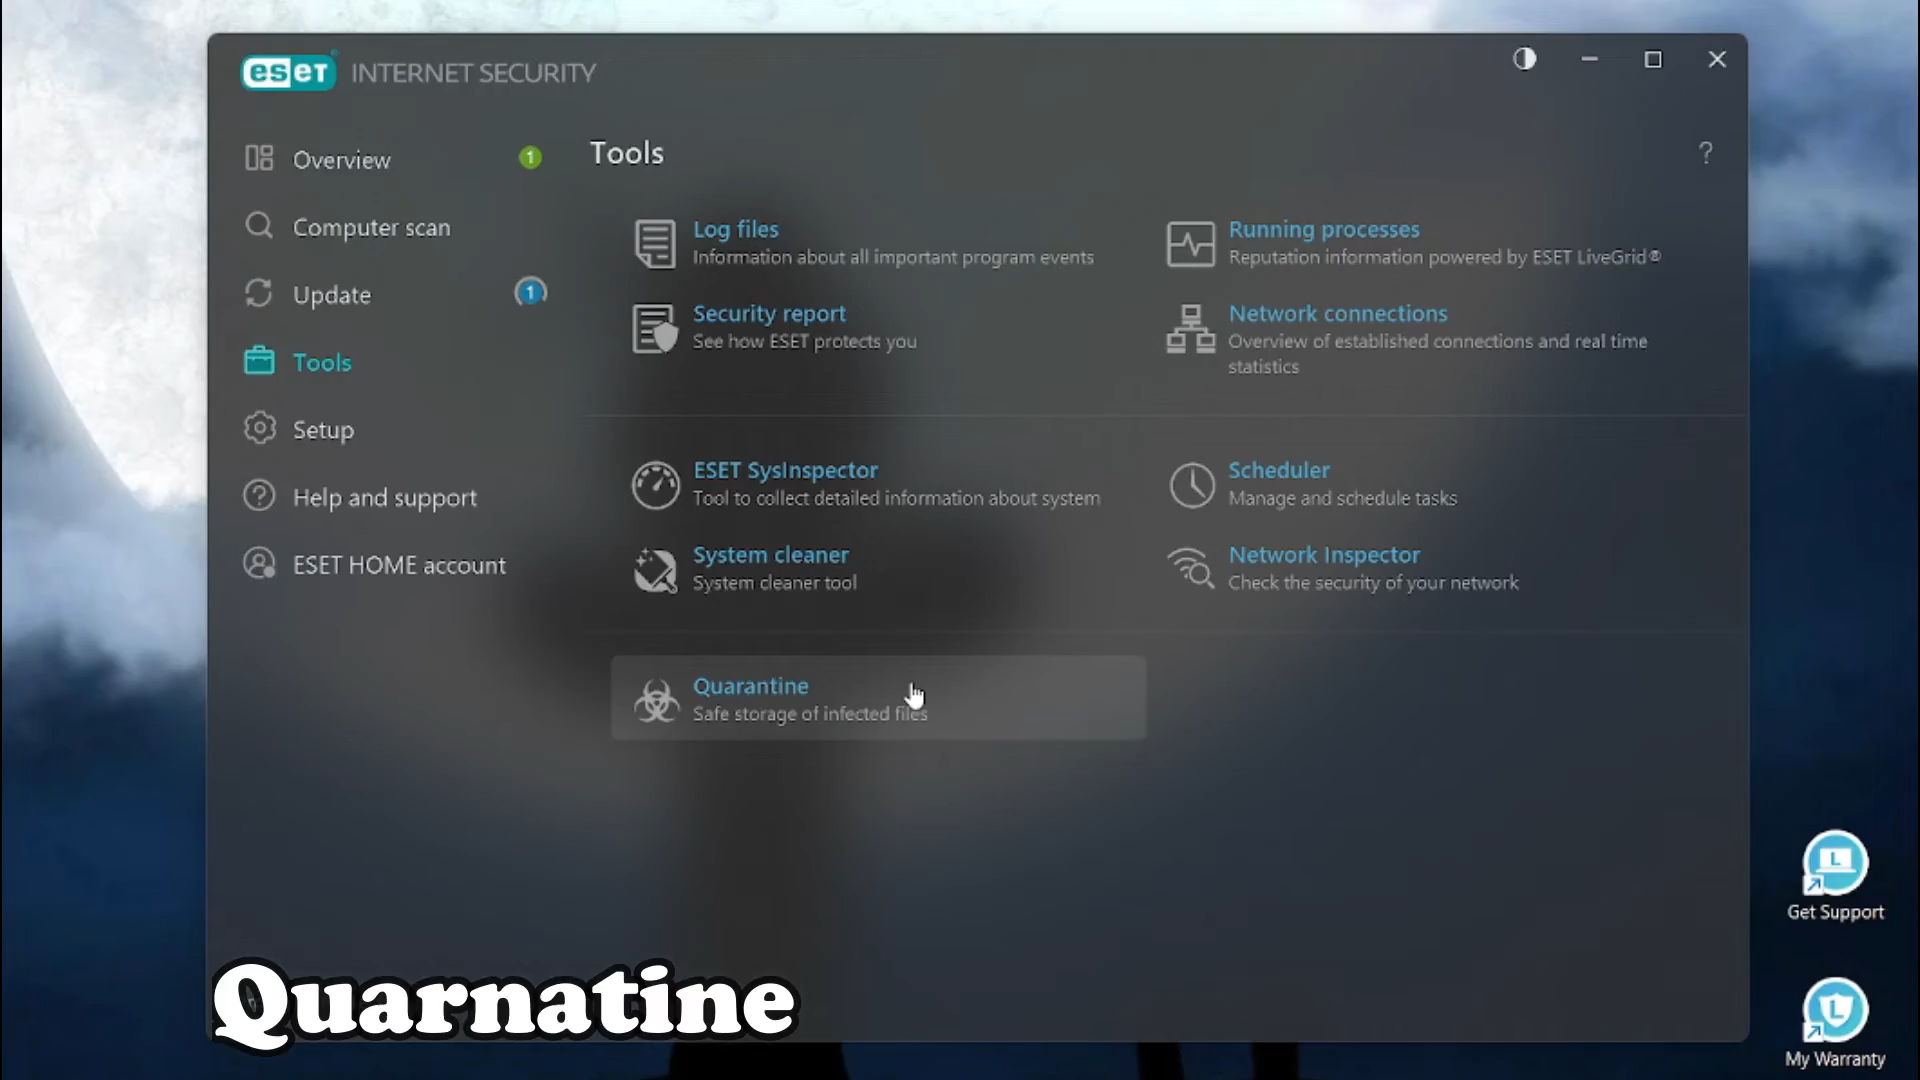 eset INTERNET SECURITY
Overview 1
Computer scan
Update 1
Tools
Setup
Help and support
ESET HOME account
Tools
?
Log files
Information about all important program events
Running processes
Reputation information powered by ESET LiveGrid®
Security report
See how ESET protects you
Network connections
Overview of established connections and real time
statistics
ESET SysInspector
Tool to collect detailed information about system
Scheduler
Manage and schedule tasks
System cleaner
System cleaner tool
Network Inspector
Check the security of your network
Quarantine
Safe storage of infected files
Get Support
My Warranty
Quarnatine